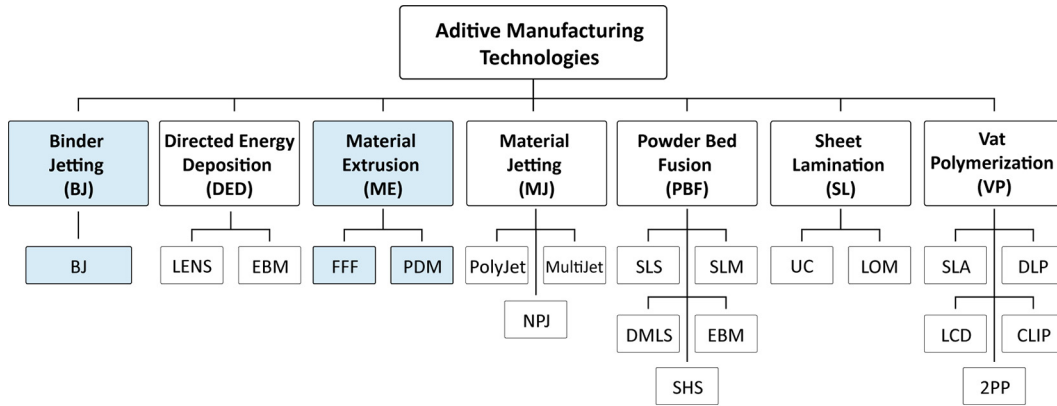 Aditive Manufacturing
Technologies
Binder
Jetting
(BJ)
Directed Energy
Deposition
(DED)
Material
Extrusion
(ME)
Material
Jetting
(MJ)
Powder Bed
Fusion
(PBF)
Sheet
Lamination
(SL)
Vat
Polymerization
(VP)
BJ
LENS
EBM
FFF
PDM
PolyJet
MultiJet
NPJ
SLS
SLM
DMLS
EBM
SHS
UC
LOM
SLA
DLP
LCD
CLIP
2PP